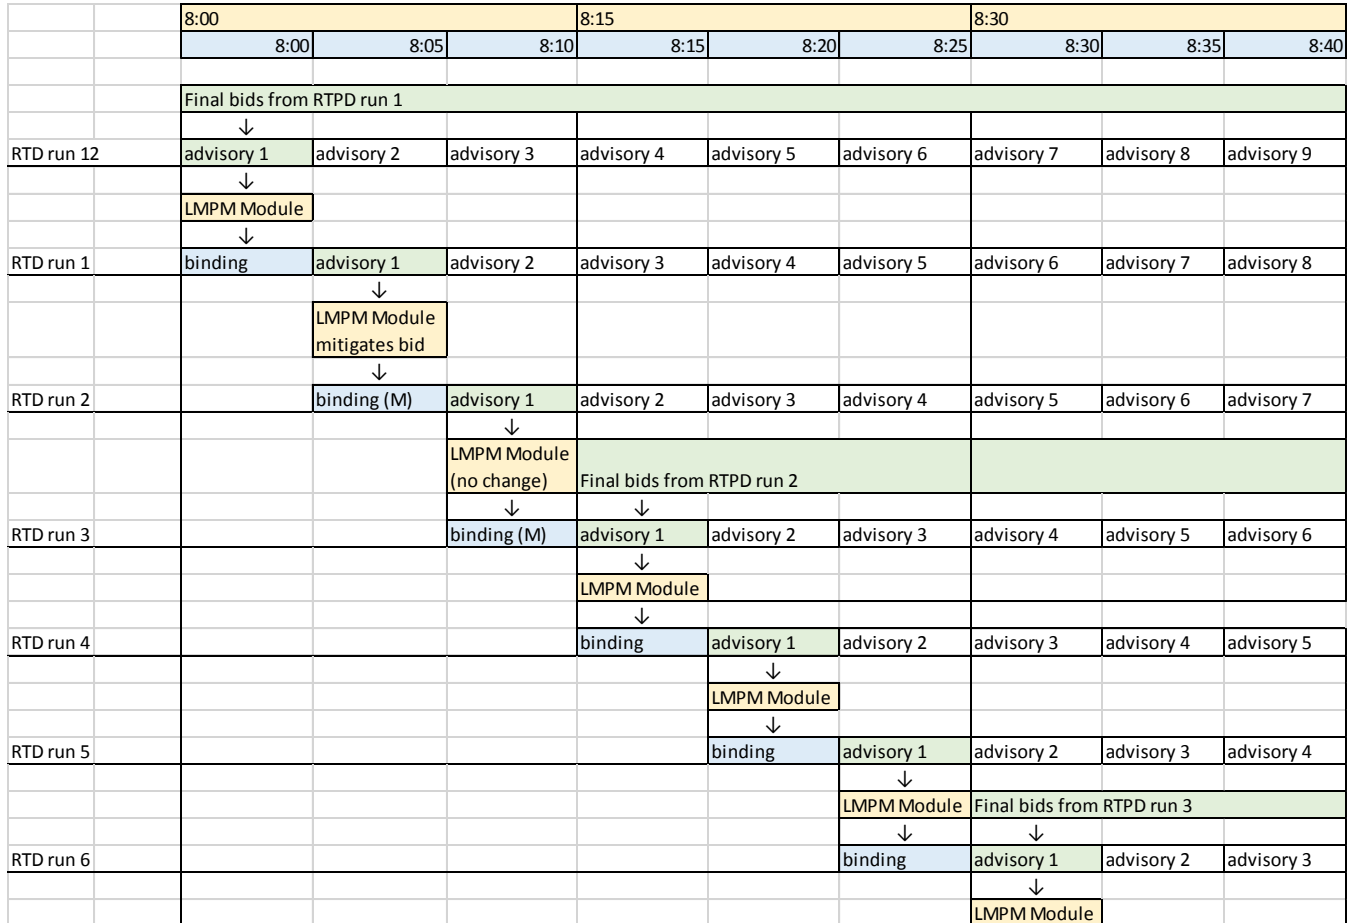 8:00 8:15 8:30
8:00 8:05 8:10 8:15 8:20 8:25 8:30 8:35 8:40
Final bids from RTPD run 1
↓
RTD run 12 advisory 1 advisory 2 advisory 3 advisory 4 advisory 5 advisory 6 advisory 7 advisory 8 advisory 9
↓
LMPM Module
↓
RTD run 1 binding advisory 1 advisory 2 advisory 3 advisory 4 advisory 5 advisory 6 advisory 7 advisory 8
↓
LMPM Module
mitigates bid
↓
RTD run 2 binding (M) advisory 1 advisory 2 advisory 3 advisory 4 advisory 5 advisory 6 advisory 7
↓
LMPM Module
(no change) Final bids from RTPD run 2
↓ ↓
RTD run 3 binding (M) advisory 1 advisory 2 advisory 3 advisory 4 advisory 5 advisory 6
↓
LMPM Module
↓
RTD run 4 binding advisory 1 advisory 2 advisory 3 advisory 4 advisory 5
↓
LMPM Module
↓
RTD run 5 binding advisory 1 advisory 2 advisory 3 advisory 4
↓
LMPM Module Final bids from RTPD run 3
↓ ↓
RTD run 6 binding advisory 1 advisory 2 advisory 3
↓
LMPM Module